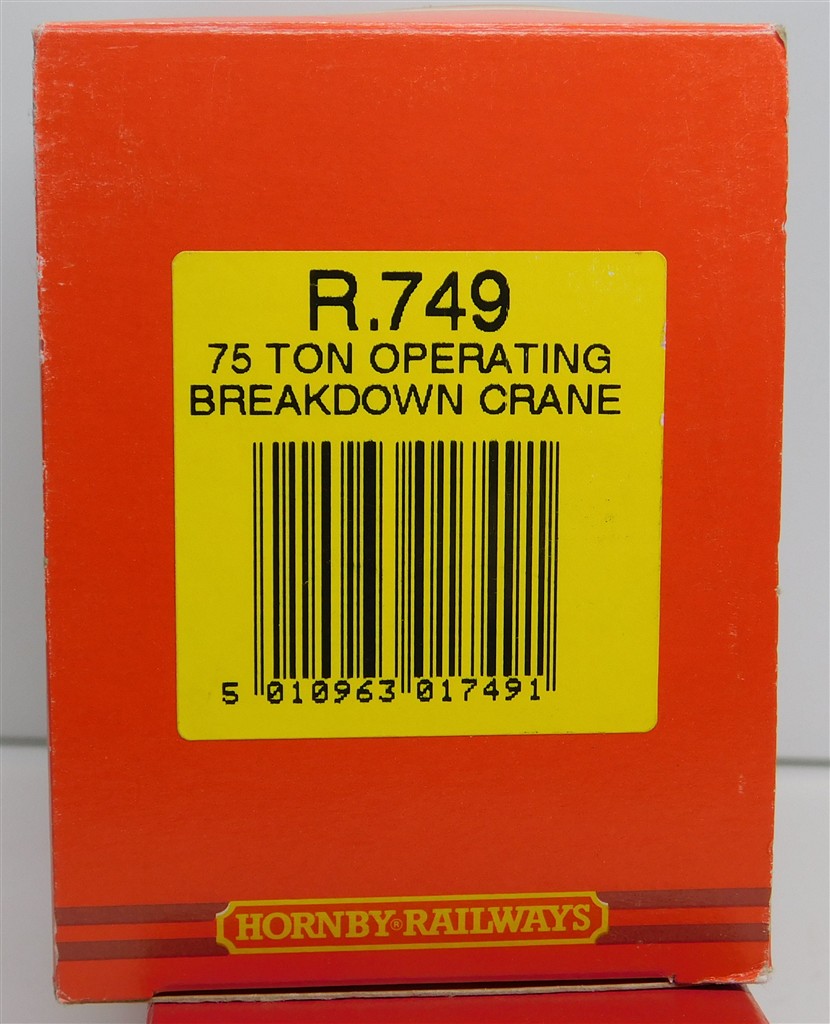 R.749
75 TON OPERATING
BREAKDOWN CRANE
5 010963 017491
HORNBY® RAILWAYS